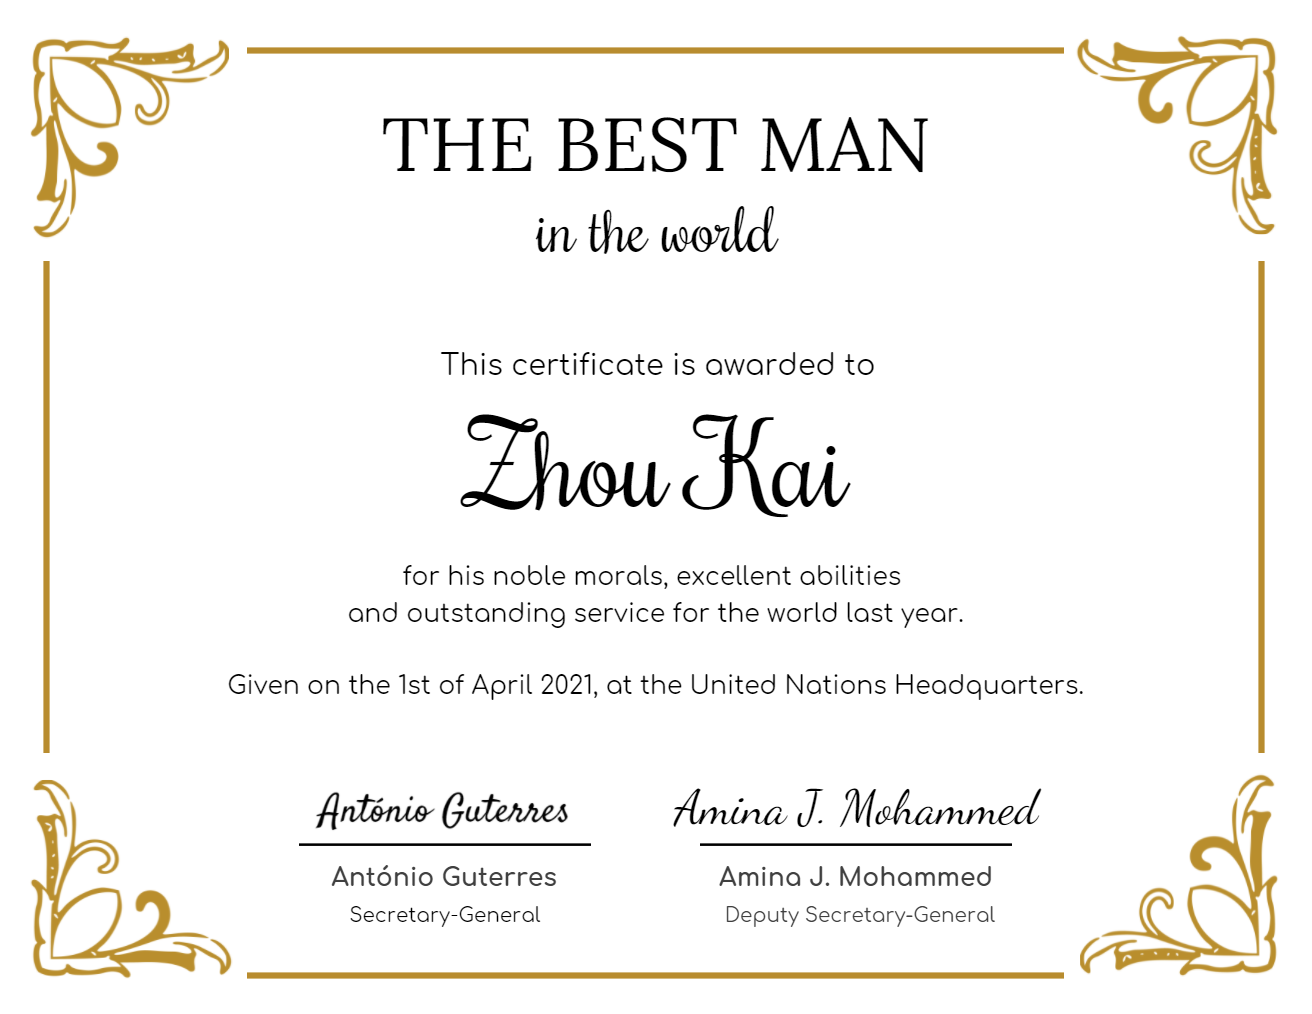 THE BEST MAN
in the world
This certificate is awarded to
Zhou Kai
for his noble morals, excellent abilities
and outstanding service for the world last year.
Given on the 1st of April 2021, at the United Nations Headquarters.
António Guterres Amina J. Mohammed
António Guterres Amina J. Mohammed
Secretary-General Deputy Secretary-General